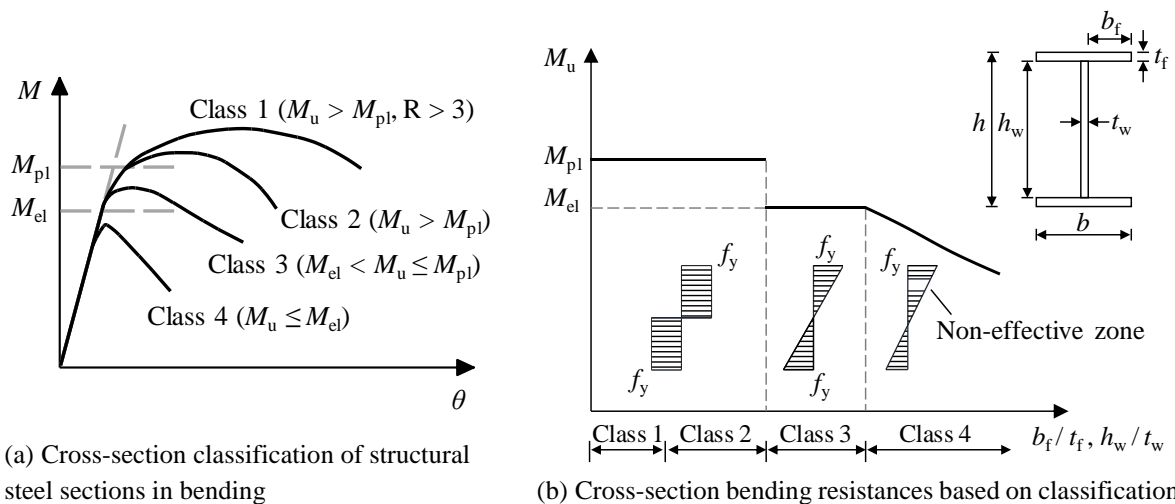 M
Class 1 (Mu > Mpl, R > 3)
Mpl
Mel
Class 2 (Mu > Mpl)
Class 3 (Mel < Mu ≤ Mpl)
Class 4 (Mu ≤ Mel)
θ
(a) Cross-section classification of structural
steel sections in bending
Mu
Mpl
Mel
fy
fy
fy
fy
fy
Non-effective zone
Class 1
Class 2
Class 3
Class 4
bf / tf , hw / tw
bf
tf
h
hw
tw
b
(b) Cross-section bending resistances based on classification